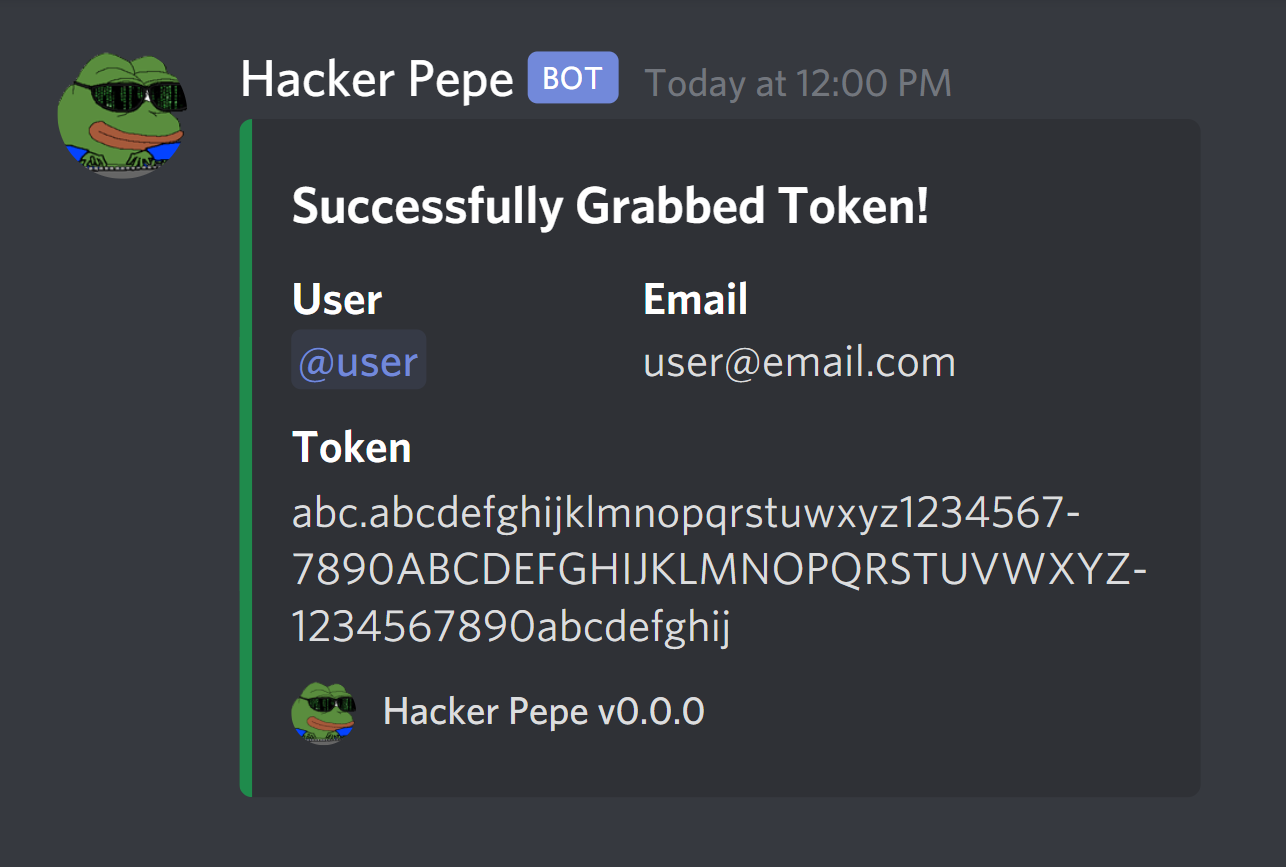 Hacker Pepe BOT Today at 12:00 PM
Successfully Grabbed Token!
User Email
@user user@email.com
Token
abc.abcdefghijklmnopqrstuwxyz1234567-
7890ABCDEFGHIJKLMNOPQRSTUVWXYZ-
1234567890abcdefghij
Hacker Pepe v0.0.0